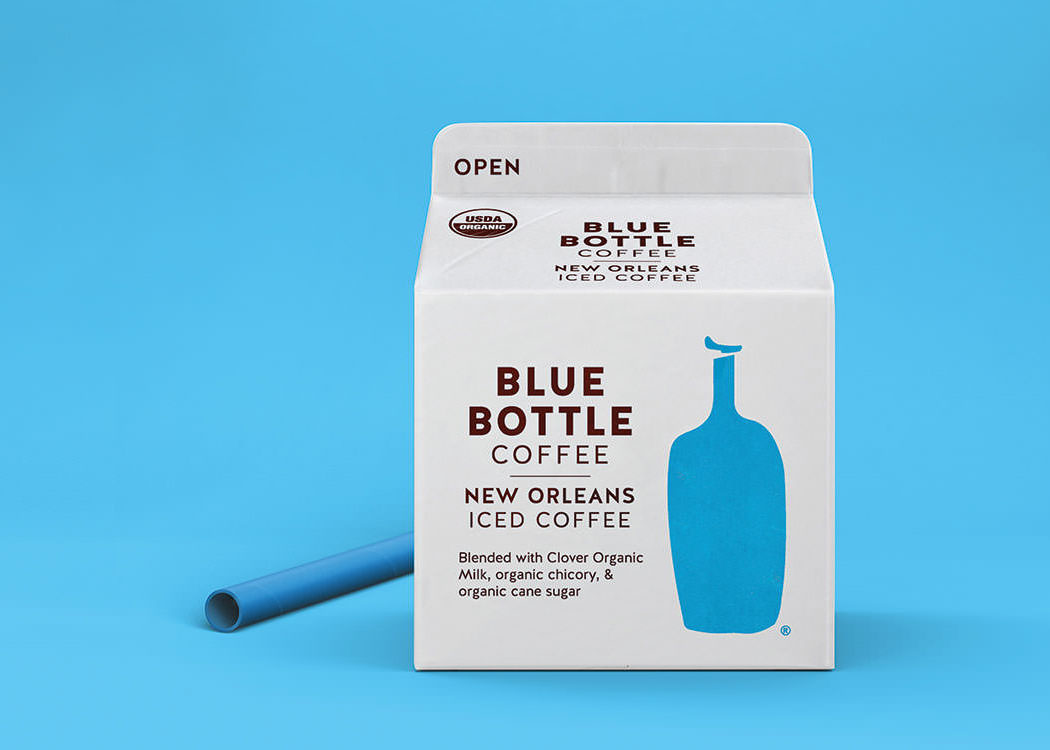 OPEN
USDA
ORGANIC
BLUE
BOTTLE
COFFEE
NEW ORLEANS
ICED COFFEE
BLUE
BOTTLE
COFFEE
NEW ORLEANS
ICED COFFEE
Blended with Clover Organic
Milk, organic chicory, &
organic cane sugar
®